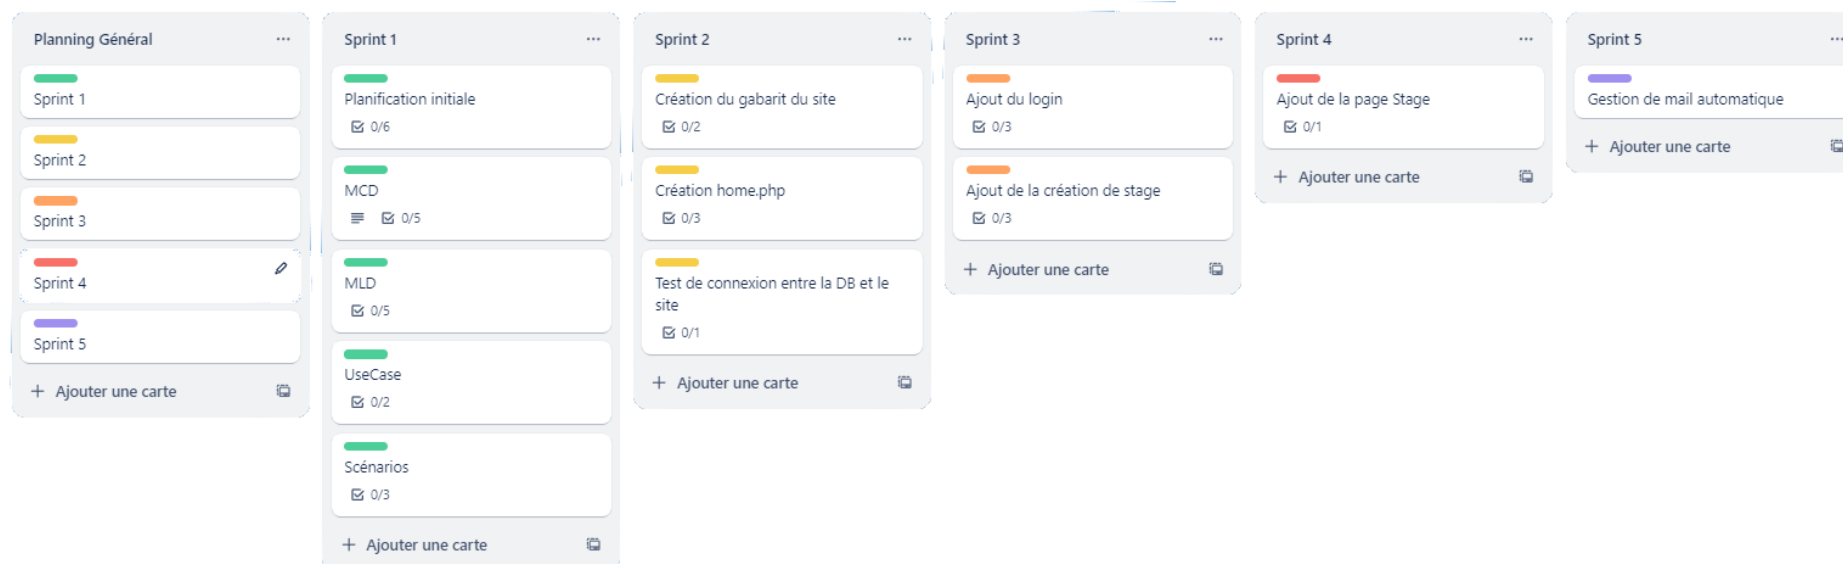 Planning Général
Sprint 1
Sprint 2
Sprint 3
Sprint 4
Sprint 5
Ajouter une carte
Sprint 1
Planification initiale
0/6
MCD
0/5
MLD
0/5
UseCase
0/2
Scénarios
0/3
Ajouter une carte
Sprint 2
Création du gabarit du site
0/2
Création home.php
0/3
Test de connexion entre la DB et le
site
0/1
Ajouter une carte
Sprint 3
Ajout du login
0/3
Ajout de la création de stage
0/3
Ajouter une carte
Sprint 4
Ajout de la page Stage
0/1
Ajouter une carte
Sprint 5
Gestion de mail automatique
Ajouter une carte